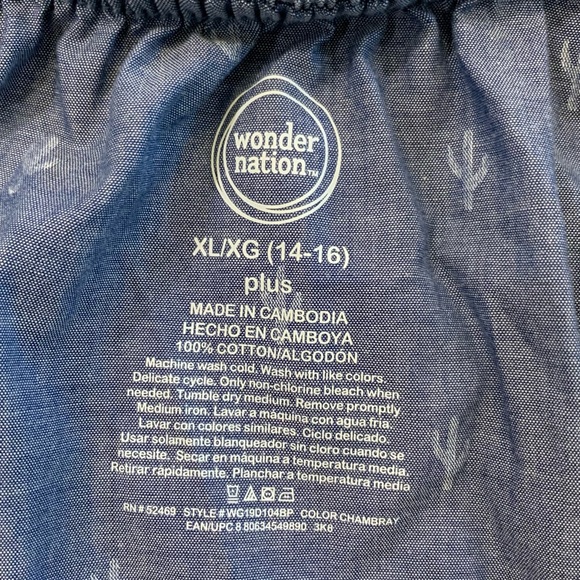 wonder
nation™
XL/XG (14-16)
plus
MADE IN CAMBODIA
HECHO EN CAMBOYA
100% COTTON/ALGODÓN
Machine wash cold. Wash with like colors.
Delicate cycle. Only non-chlorine bleach when
needed. Tumble dry medium. Remove promptly
Medium iron. Lavar a máquina con agua fría.
Lavar con colores similares. Ciclo delicado.
Usar solamente blanqueador sin cloro cuando se
necesite. Secar en máquina a temperatura media.
Retirar rápidamente. Planchar a temperatura media.
RN # 52469 STYLE # WG19D104BP COLOR CHAMBRAY
EAN/UPC 8 80634549890 3K6